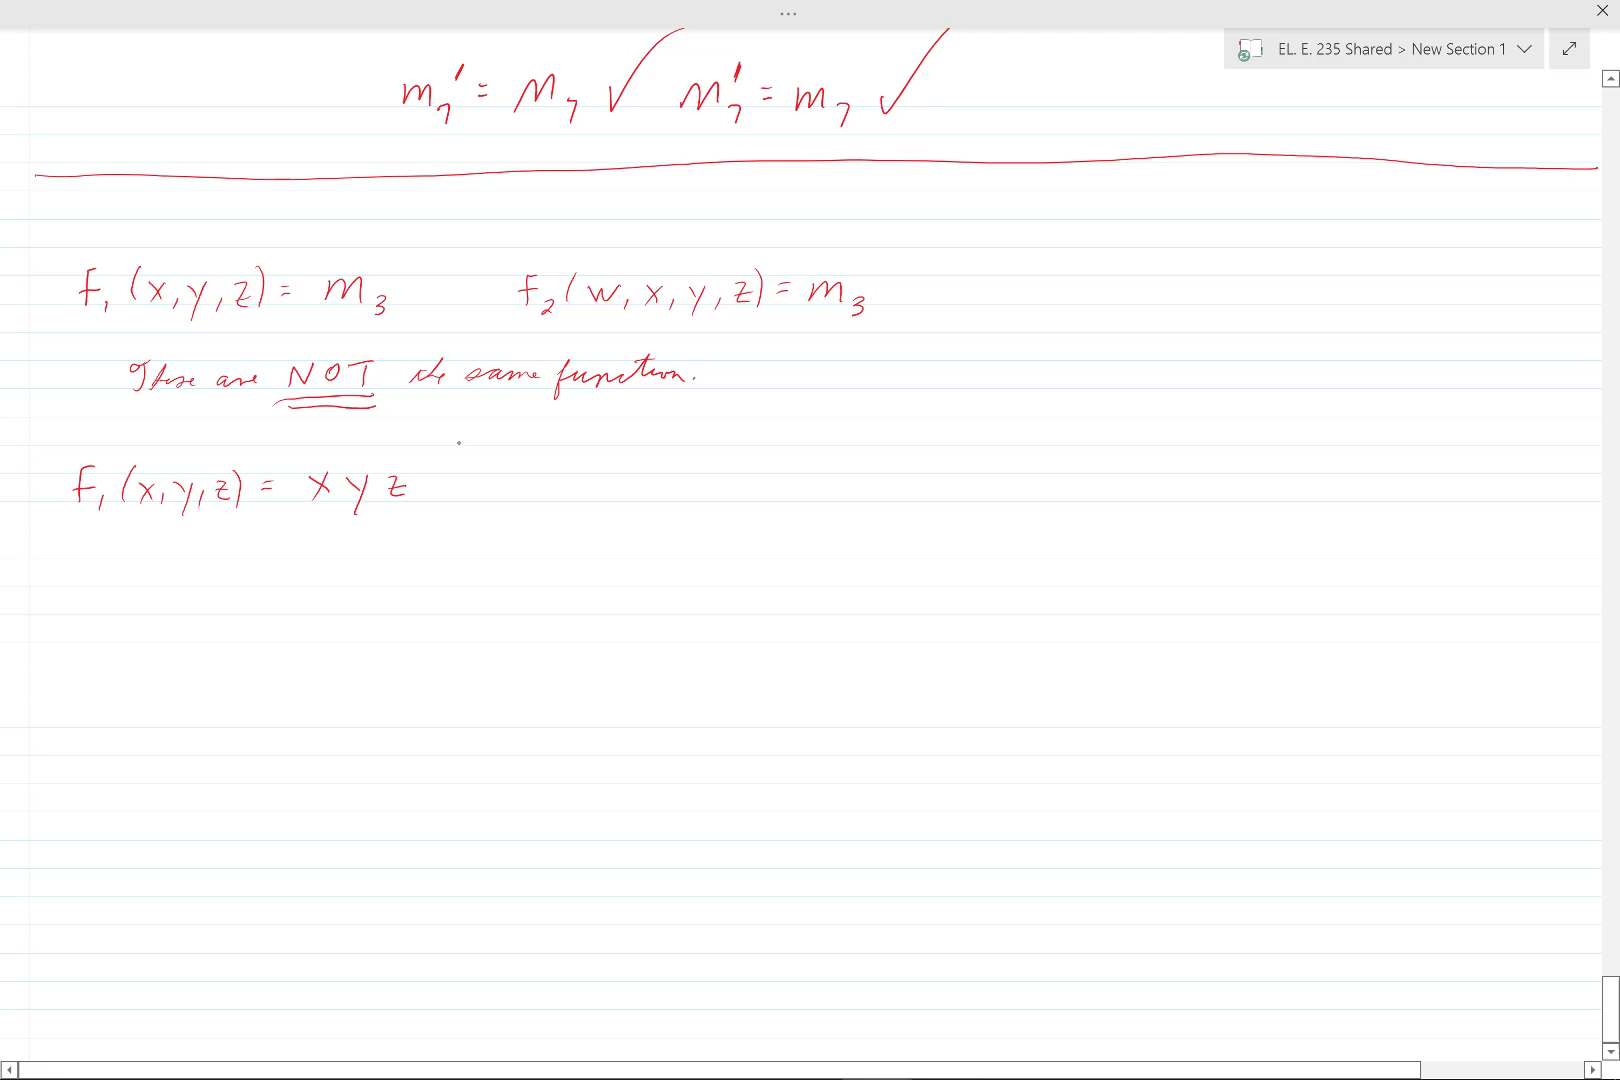 EL. E. 235 Shared > New Section 1
m₇' = M₇ ✓ M₇' = m₇ ✓
F₁(x,y,z) = m₃ F₂(w,x,y,z) = m₃
These are NOT the same function.
F₁(x,y,z) = x y z